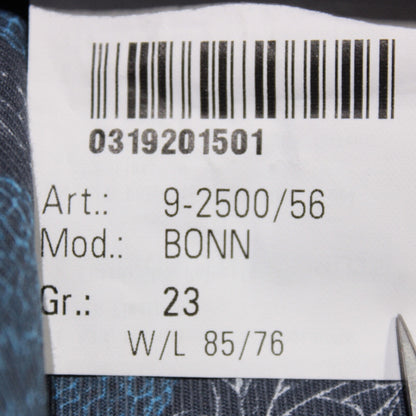 0319201501
Art.: 9-2500/56
Mod.: BONN
Gr.: 23
W/L 85/76